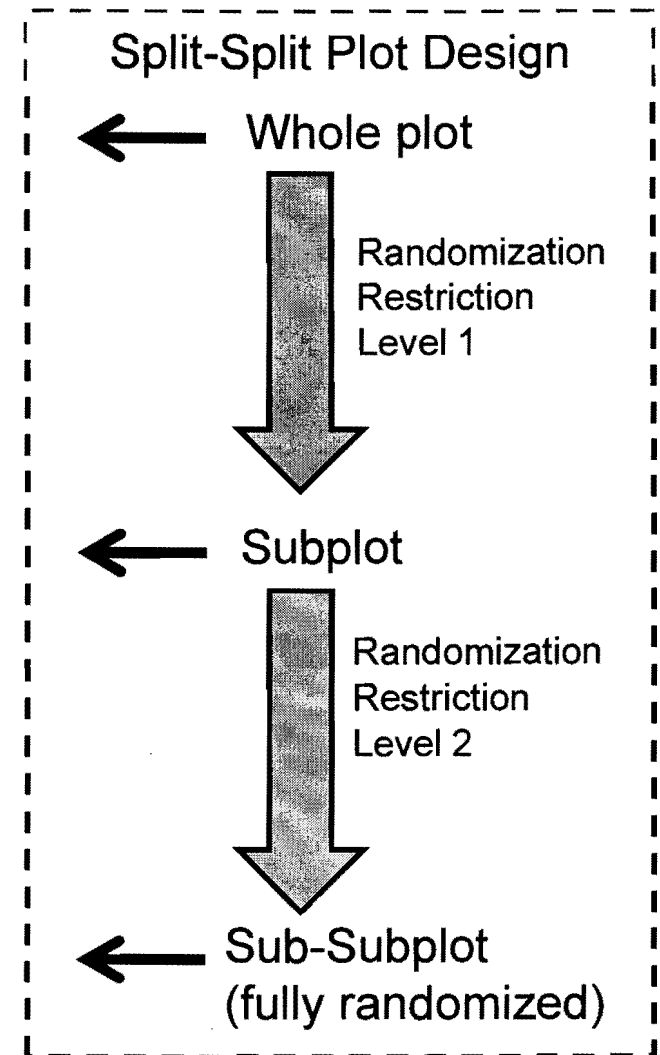 Split-Split Plot Design
Whole plot
Randomization
Restriction
Level 1
Subplot
Randomization
Restriction
Level 2
Sub-Subplot
(fully randomized)